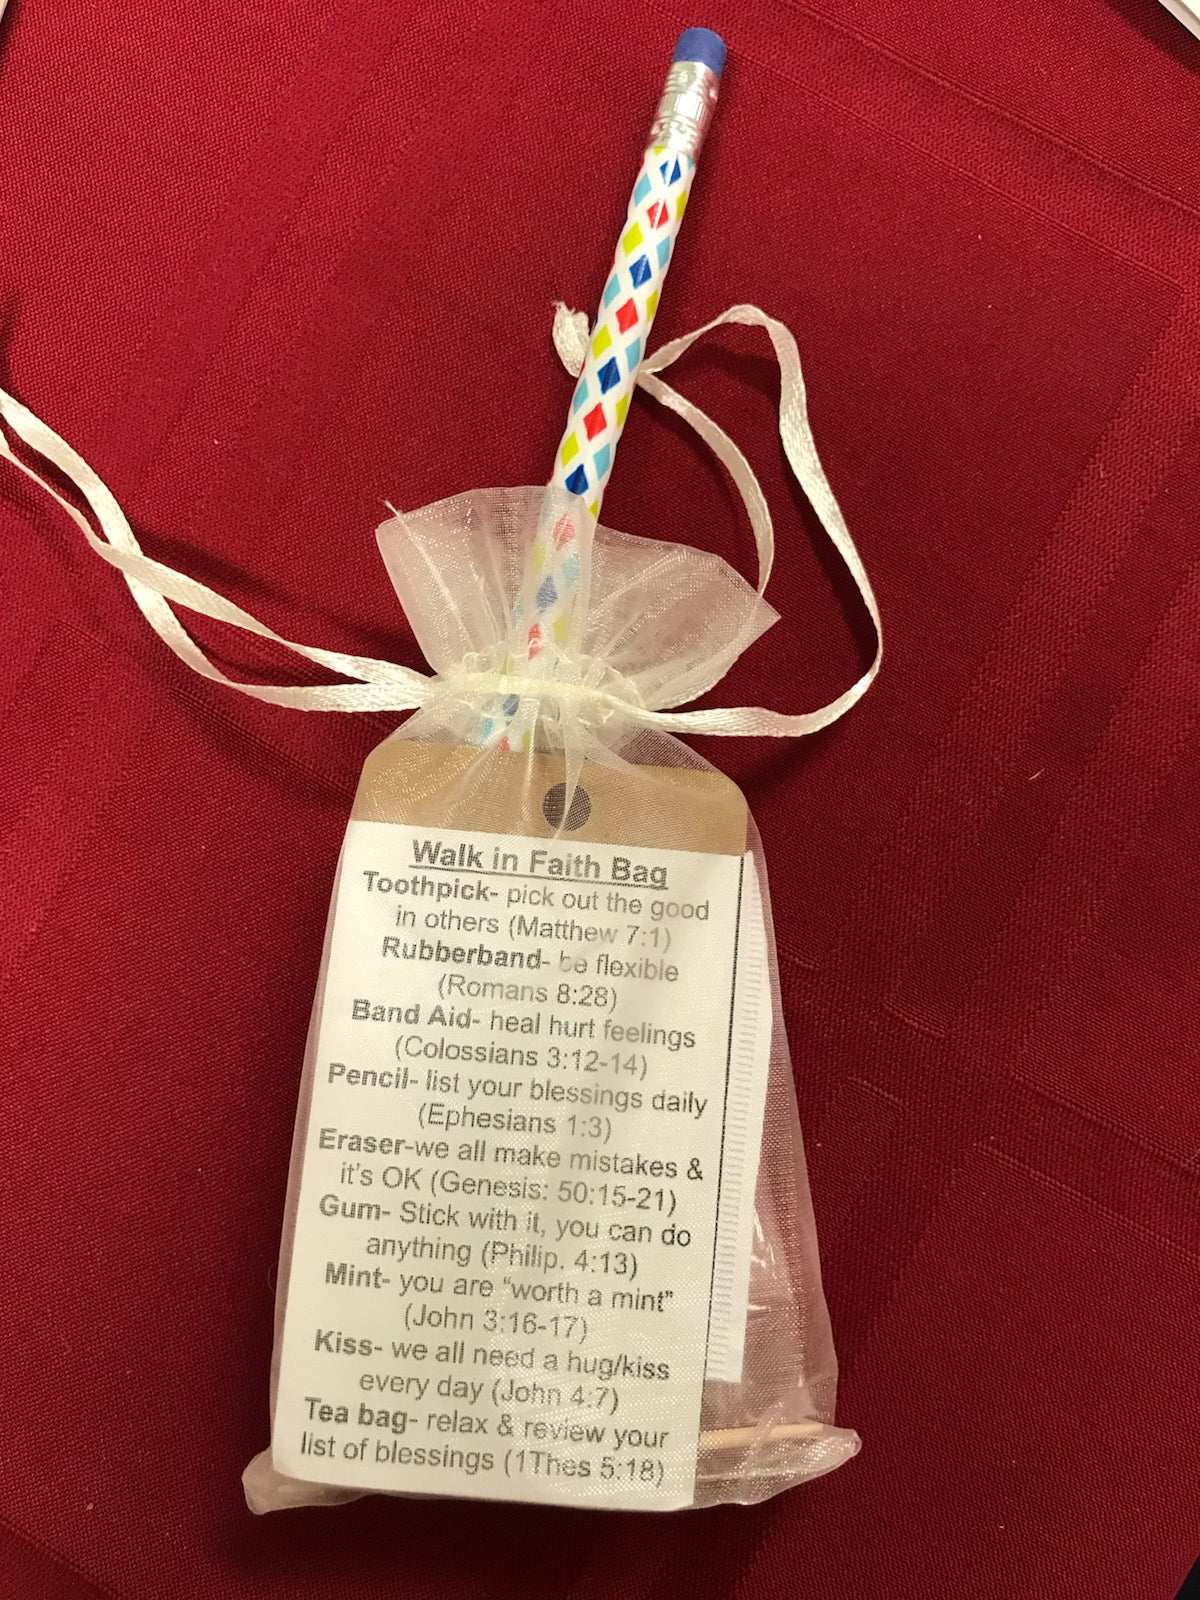 Walk in Faith Bag
Toothpick- pick out the good
in others (Matthew 7:1)
Rubberband- be flexible
(Romans 8:28)
Band Aid- heal hurt feelings
(Colossians 3:12-14)
Pencil- list your blessings daily
(Ephesians 1:3)
Eraser-we all make mistakes &
it's OK (Genesis: 50:15-21)
Gum- Stick with it, you can do
anything (Philip. 4:13)
Mint- you are "worth a mint"
(John 3:16-17)
Kiss- we all need a hug/kiss
every day (John 4:7)
Tea bag- relax & review your
list of blessings (1Thes 5:18)